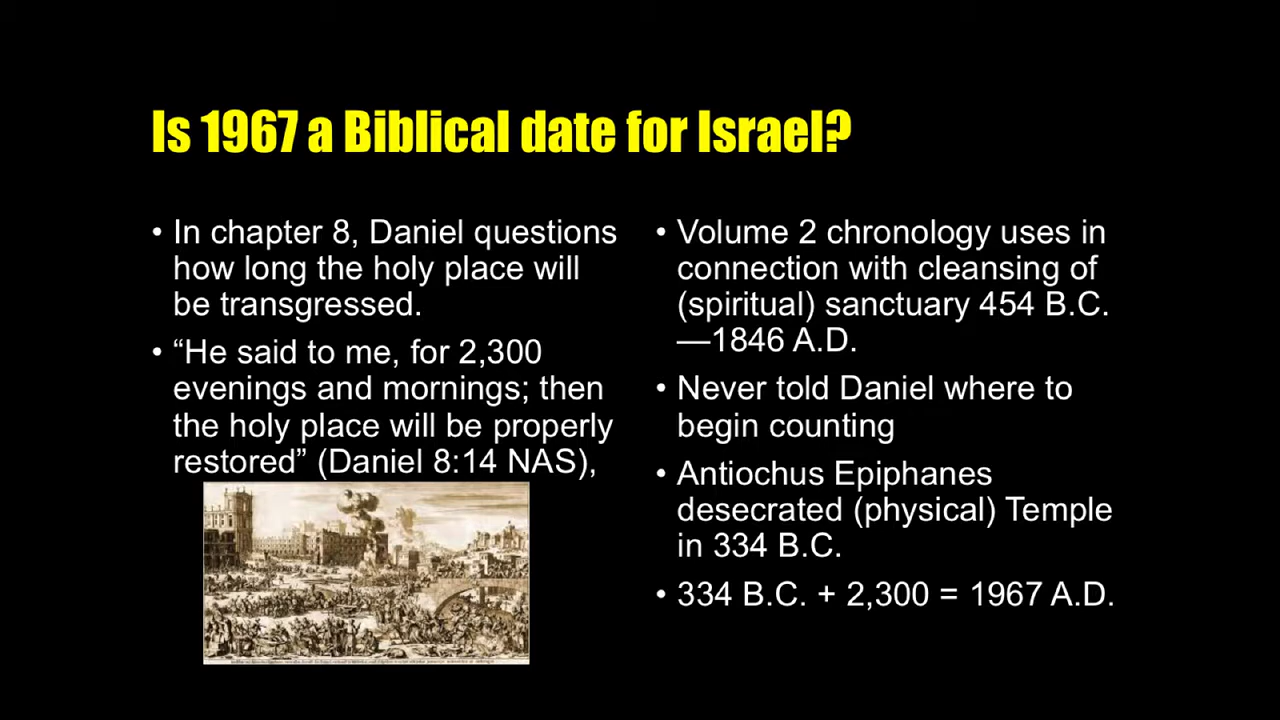 Is 1967 a Biblical date for Israel?
• In chapter 8, Daniel questions
how long the holy place will
be transgressed.
• “He said to me, for 2,300
evenings and mornings; then
the holy place will be properly
restored” (Daniel 8:14 NAS),
• Volume 2 chronology uses in
connection with cleansing of
(spiritual) sanctuary 454 B.C.
—1846 A.D.
• Never told Daniel where to
begin counting
• Antiochus Epiphanes
desecrated (physical) Temple
in 334 B.C.
• 334 B.C. + 2,300 = 1967 A.D.